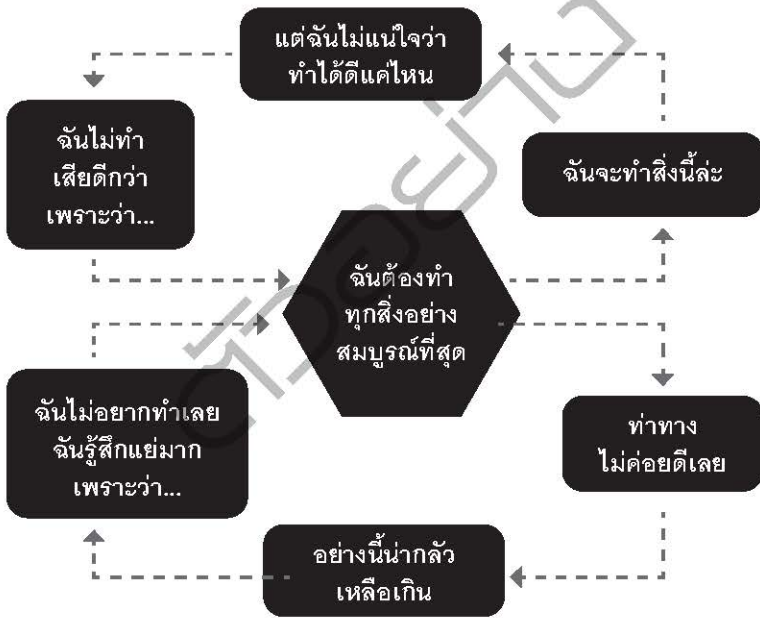 แต่ฉันไม่แน่ใจว่า
ทำได้ดีแค่ไหน
ฉันไม่ทำ
เสียดีกว่า
เพราะว่า...
ฉันจะทำสิ่งนี้ล่ะ
ฉันต้องทำ
ทุกสิ่งอย่าง
สมบูรณ์ที่สุด
ฉันไม่อยากทำเลย
ฉันรู้สึกแย่มาก
เพราะว่า...
ท่าทาง
ไม่ค่อยดีเลย
อย่างนี้น่ากลัว
เหลือเกิน
ตัวอย่าง